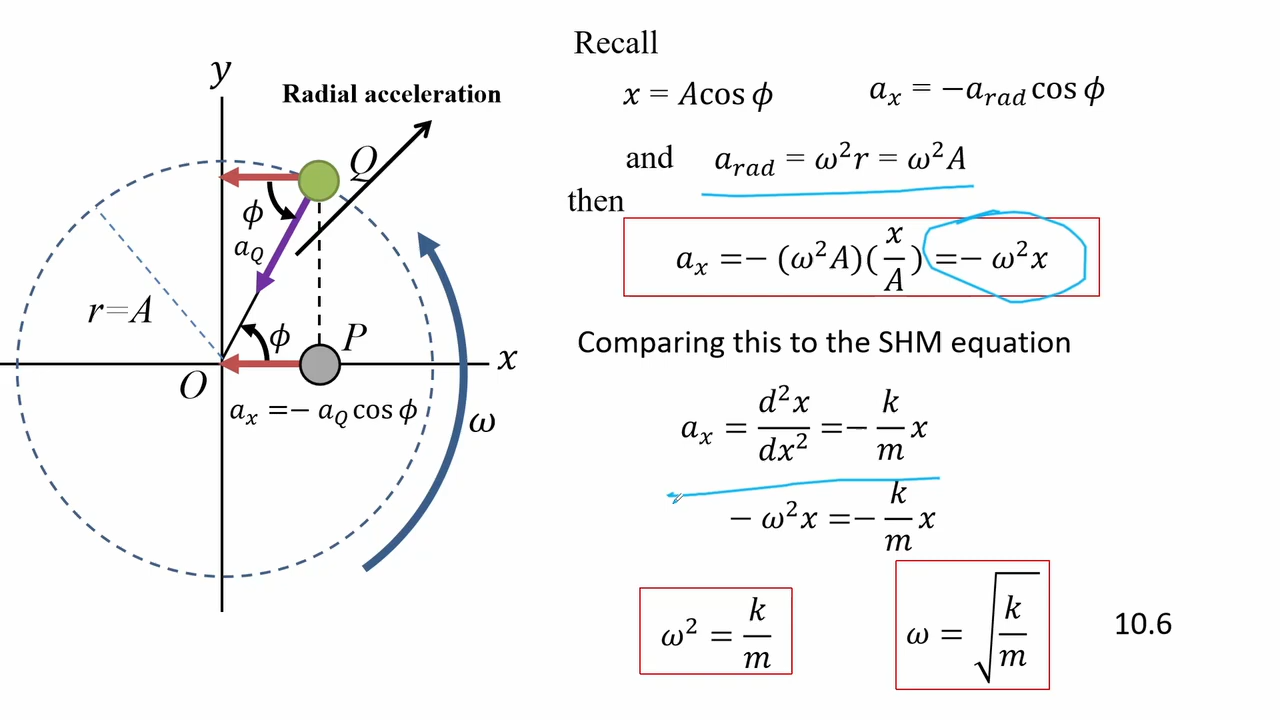 y
Radial acceleration
Q
ϕ
a_Q
r=A
ϕ
P
x
O
a_x =− a_Q cos ϕ
ω
Recall
x = Acos ϕ
a_x = −a_rad cos ϕ
and a_rad = ω²r = ω²A
then
a_x =− (ω²A)(x/A) =− ω²x
Comparing this to the SHM equation
a_x = d²x/dx² =− k/m x
− ω²x =− k/m x
ω² = k/m
ω = √(k/m)
10.6